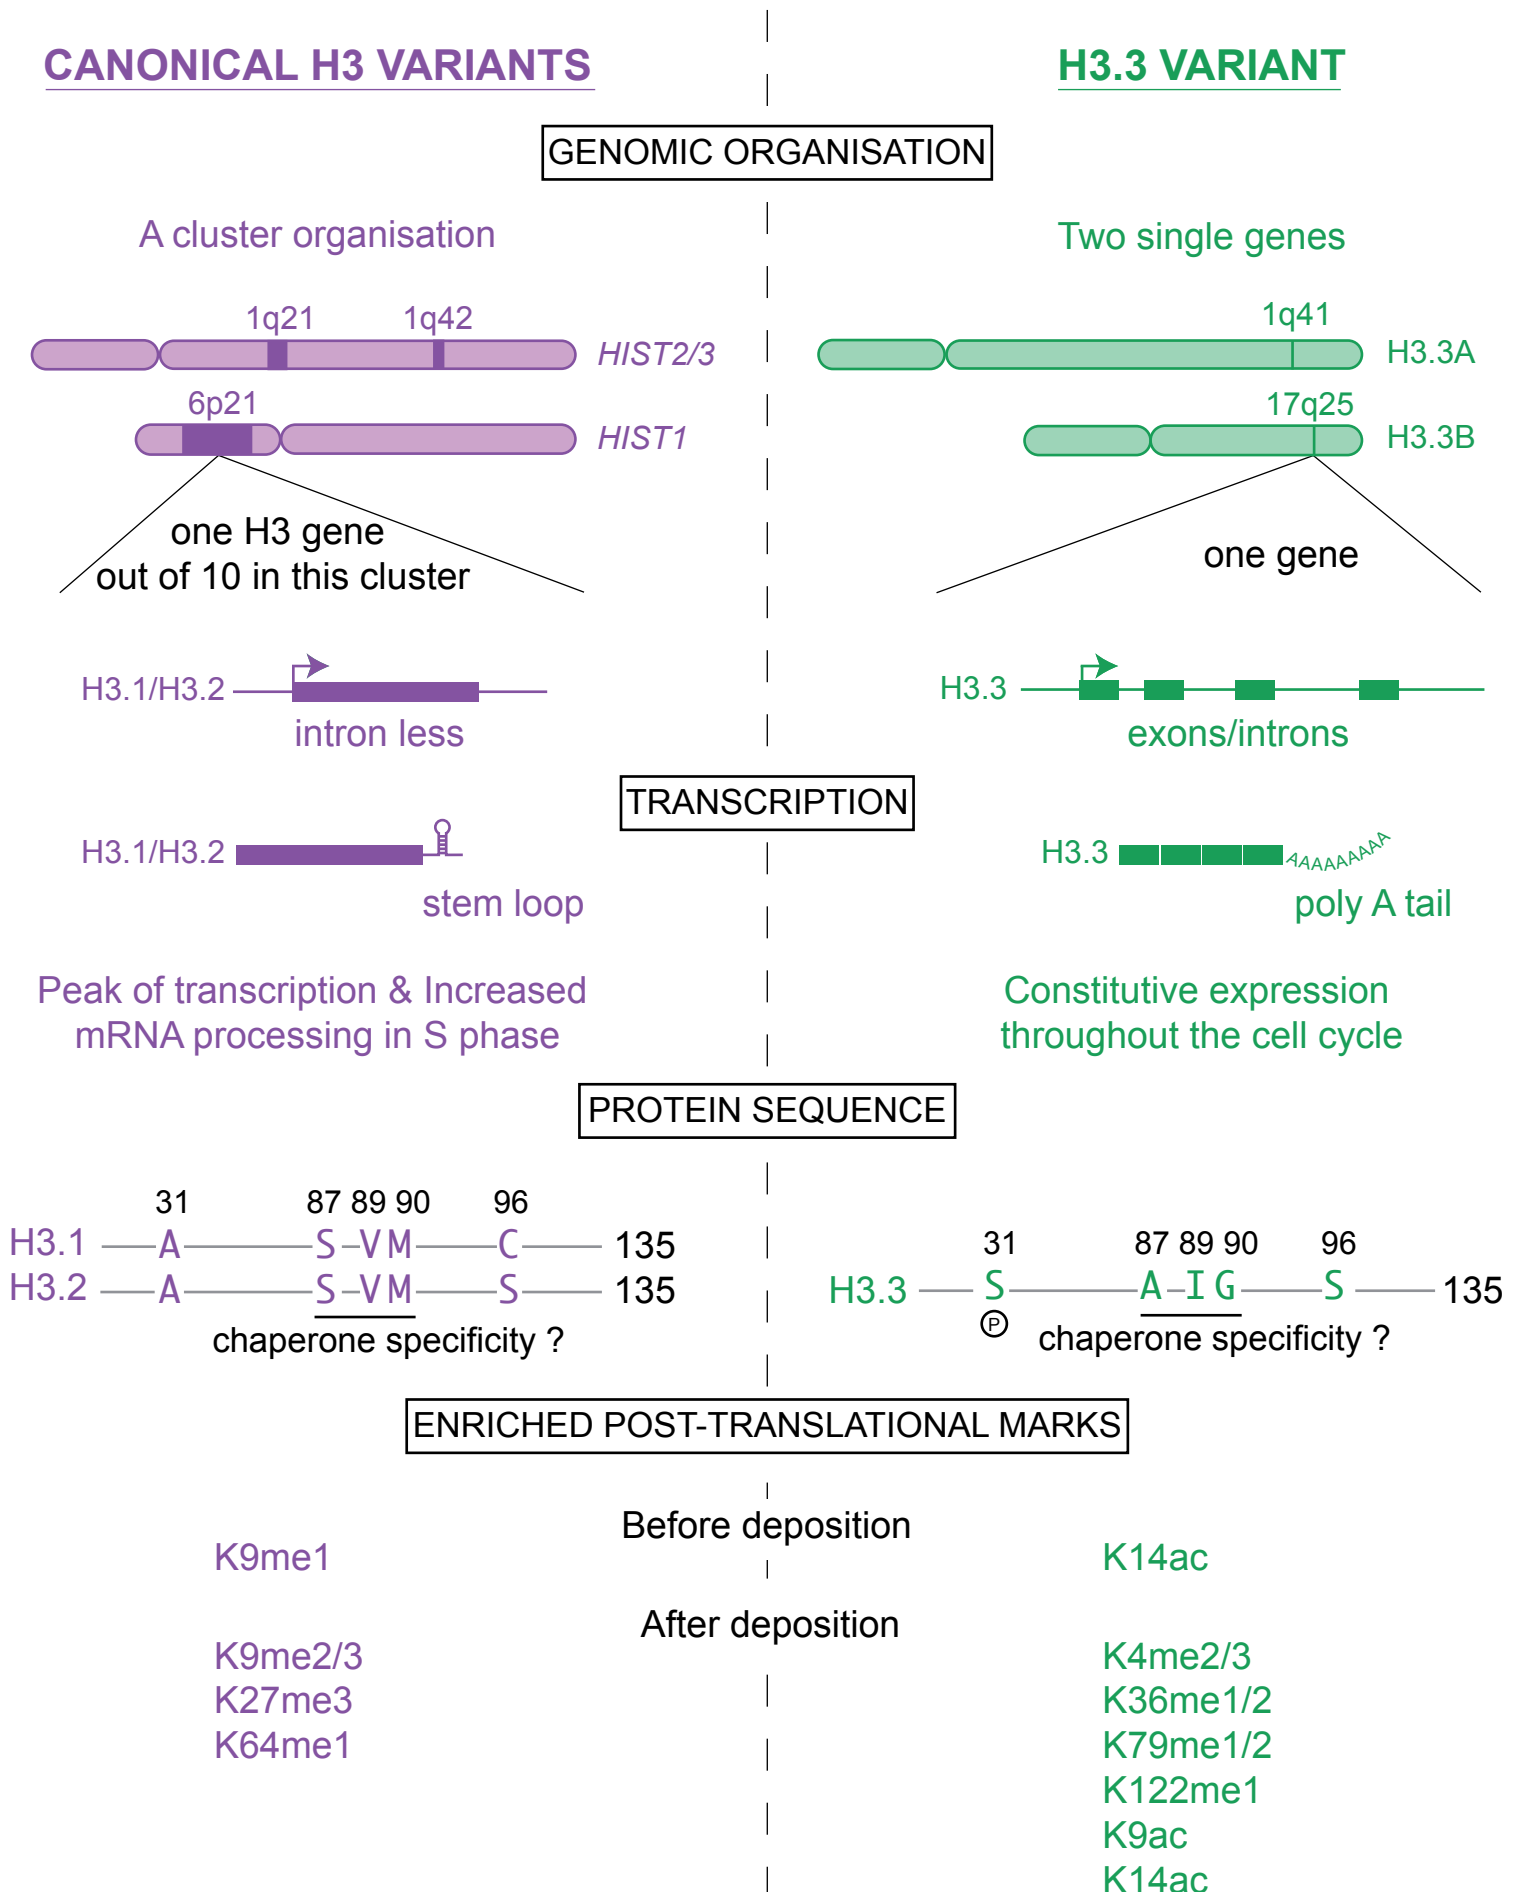 CANONICAL H3 VARIANTS
H3.3 VARIANT
GENOMIC ORGANISATION
A cluster organisation
Two single genes
1q21
1q42
HIST2/3
6p21
HIST1
1q41
H3.3A
17q25
H3.3B
one H3 gene
out of 10 in this cluster
one gene
H3.1/H3.2
intron less
H3.3
exons/introns
TRANSCRIPTION
H3.1/H3.2
stem loop
H3.3
AAAAAAAAA
poly A tail
Peak of transcription & Increased
mRNA processing in S phase
Constitutive expression
throughout the cell cycle
PROTEIN SEQUENCE
31 87 89 90 96
H3.1 A S V M C 135
H3.2 A S V M S 135
chaperone specificity ?
31 87 89 90 96
H3.3 S A I G S 135
P
chaperone specificity ?
ENRICHED POST-TRANSLATIONAL MARKS
Before deposition
K9me1
K14ac
After deposition
K9me2/3
K27me3
K64me1
K4me2/3
K36me1/2
K79me1/2
K122me1
K9ac
K14ac